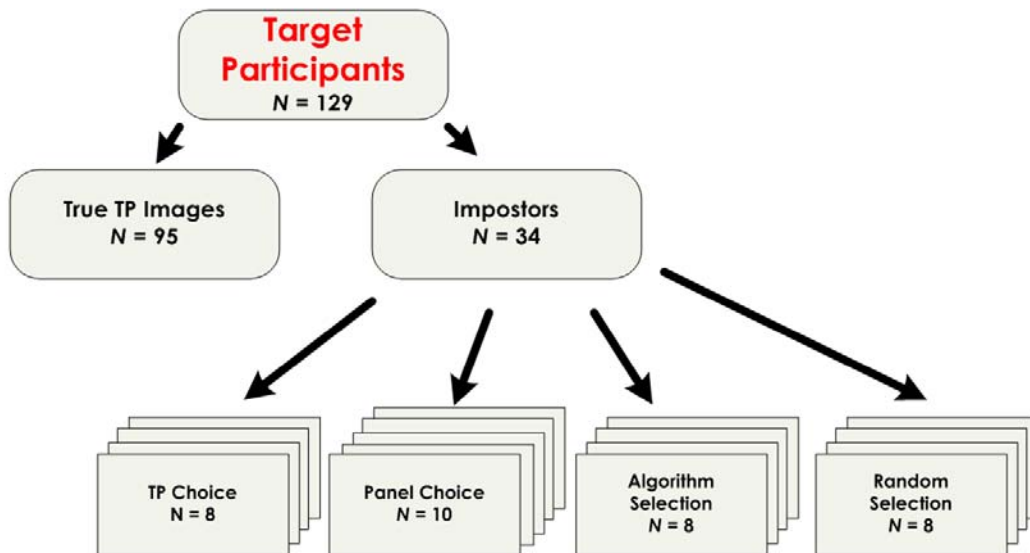 Target
Participants
N = 129
True TP Images
N = 95
Impostors
N = 34
TP Choice
N = 8
Panel Choice
N = 10
Algorithm
Selection
N = 8
Random
Selection
N = 8